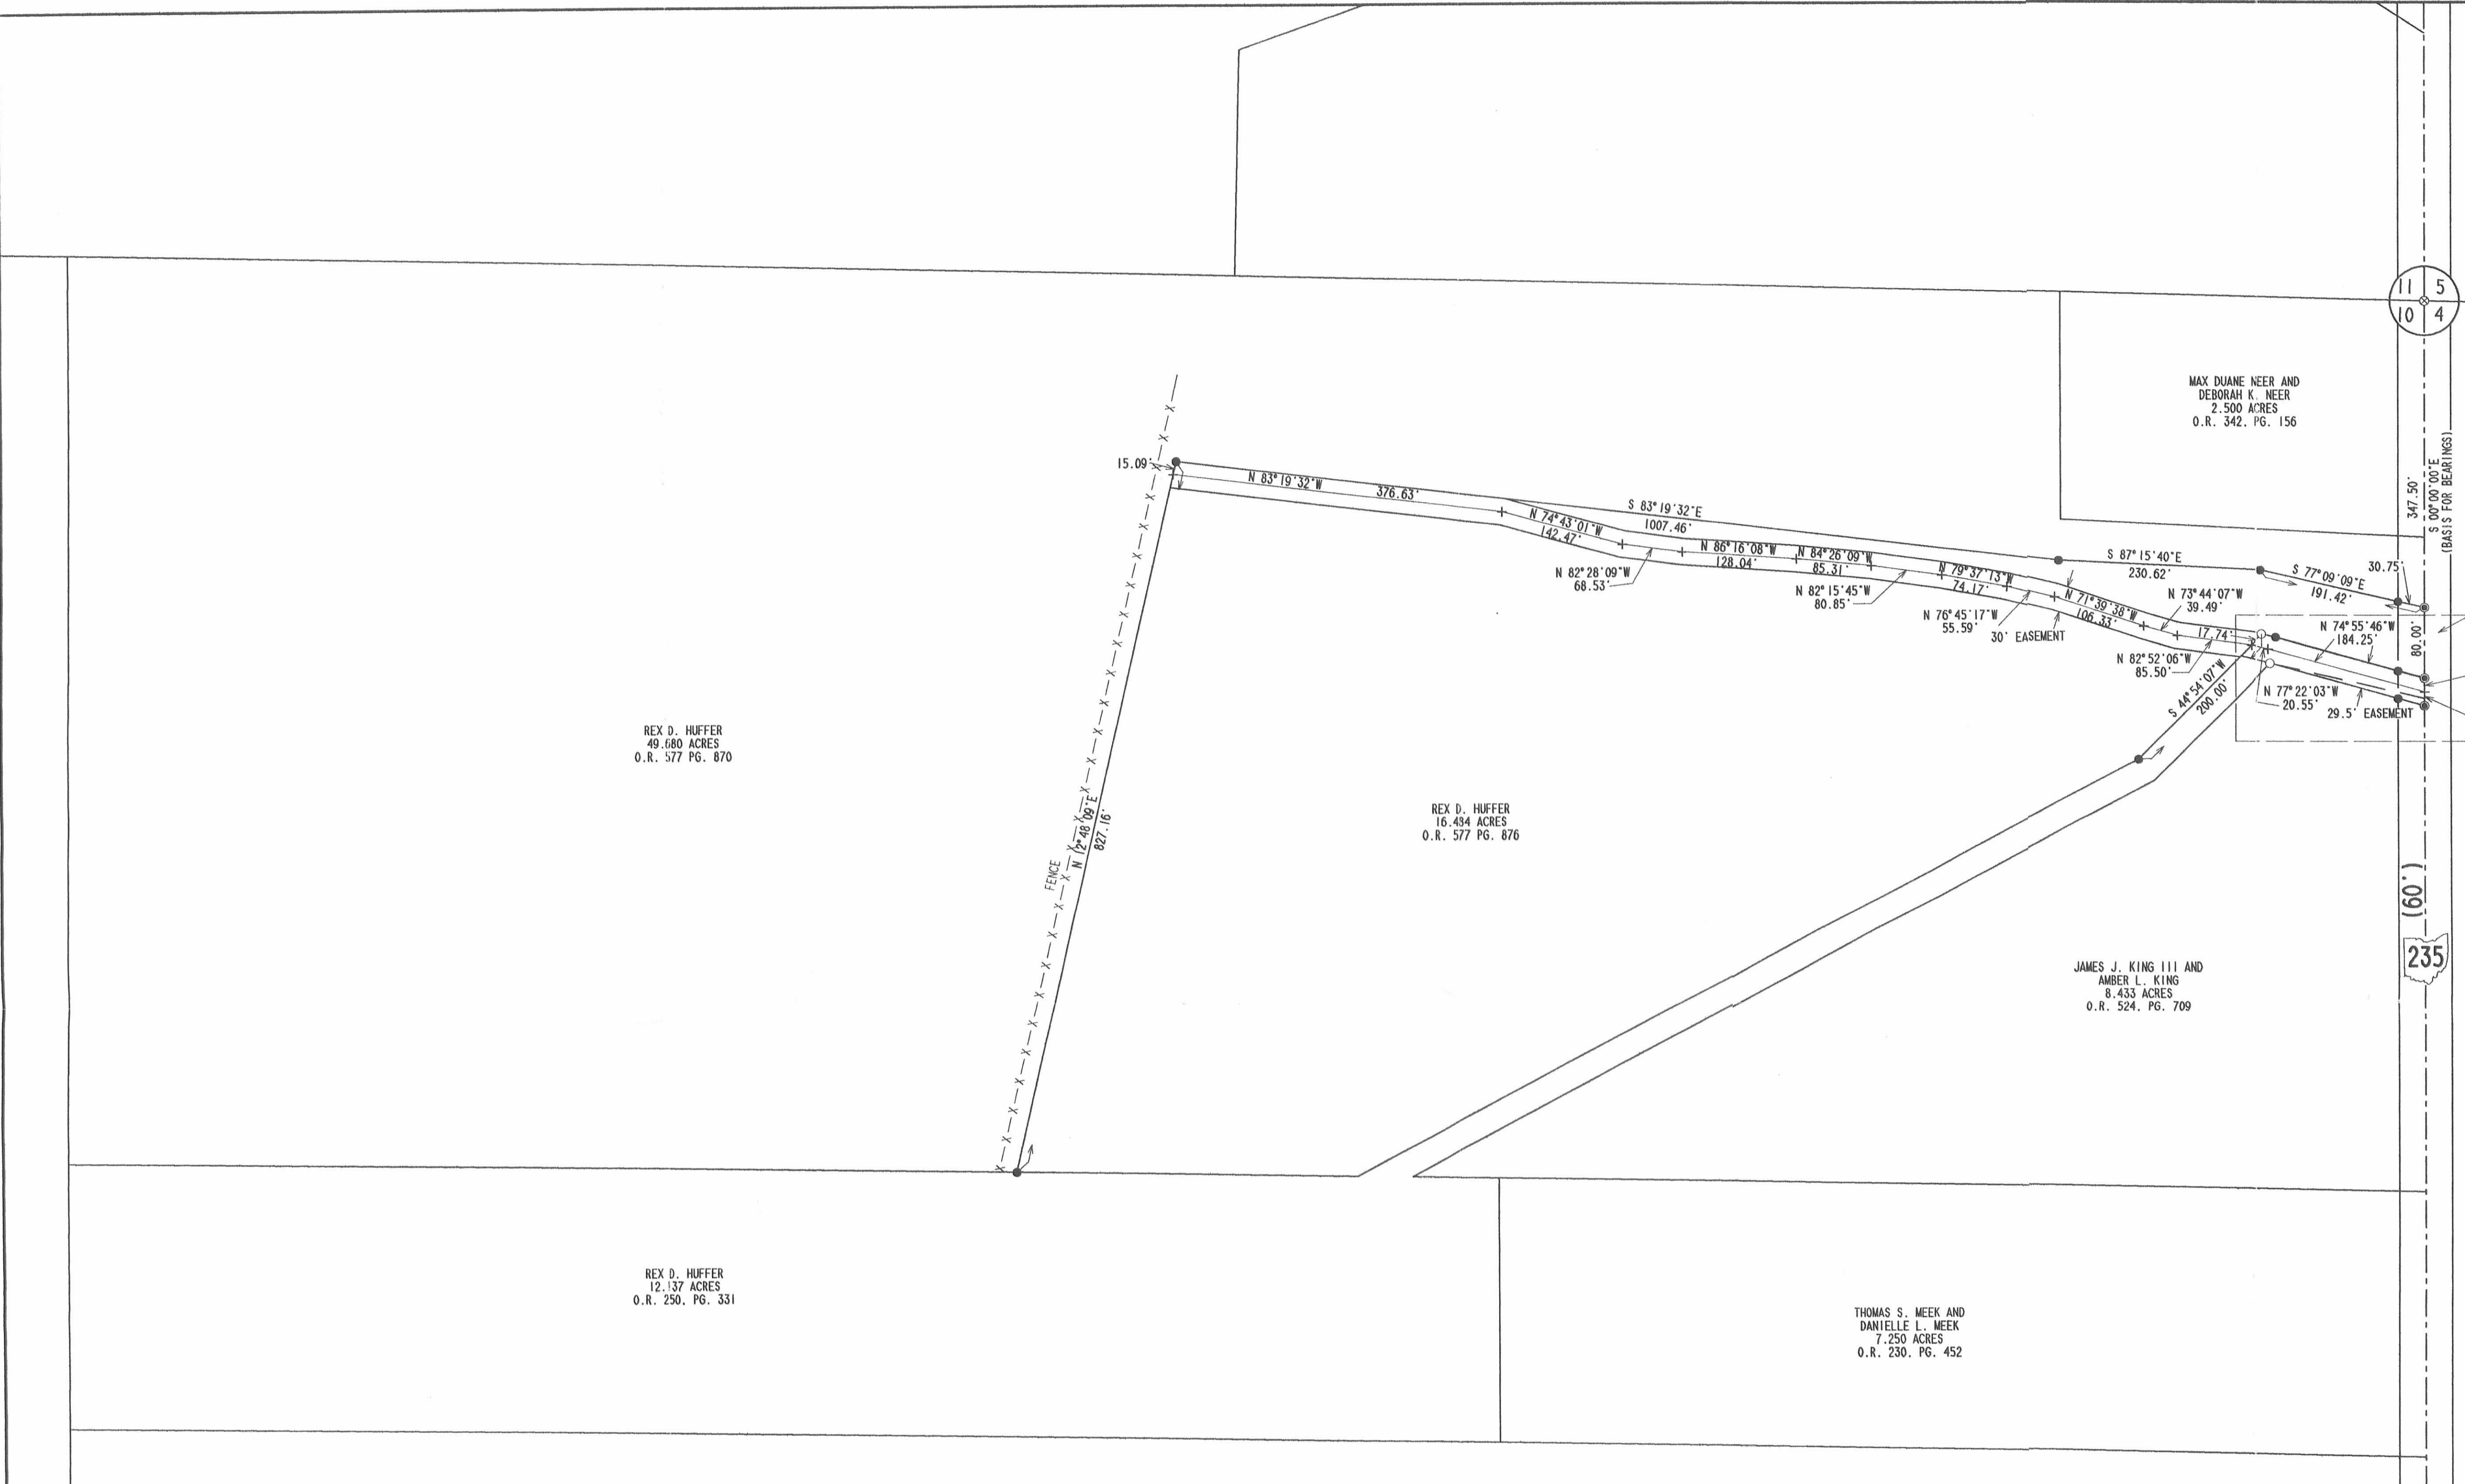 11 5
10 4
MAX DUANE NEER AND
DEBORAH K. NEER
2.500 ACRES
O.R. 342, PG. 156
347.50'
S 00°00'00"E
(BASIS FOR BEARINGS)
15.09'
N 83°19'32"W
376.63'
S 83°19'32"E
1007.46'
N 74°43'01"W
142.47'
N 82°28'09"W
68.53'
N 86°16'08"W
128.04'
N 84°26'09"W
85.31'
N 82°15'45"W
80.85'
N 79°37'13"W
74.17'
N 76°45'17"W
55.59'
30' EASEMENT
N 71°39'38"W
106.33'
S 87°15'40"E
230.62'
S 77°09'09"E
191.42'
30.75'
N 73°44'07"W
39.49'
17.74'
N 74°55'46"W
184.25'
80.00'
N 82°52'06"W
85.50'
S 44°54'07"W
200.00'
N 77°22'03"W
20.55'
29.5' EASEMENT
REX D. HUFFER
49.680 ACRES
O.R. 577 PG. 870
FENCE
N 12°48'09"E
827.16'
REX D. HUFFER
16.484 ACRES
O.R. 577 PG. 876
(60')
235
JAMES J. KING III AND
AMBER L. KING
8.433 ACRES
O.R. 524, PG. 709
REX D. HUFFER
12.137 ACRES
O.R. 250, PG. 331
THOMAS S. MEEK AND
DANIELLE L. MEEK
7.250 ACRES
O.R. 230, PG. 452